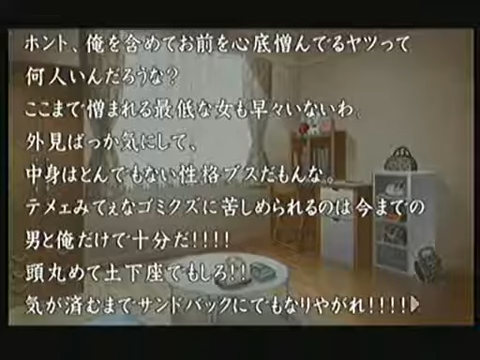 ホント、俺を含めてお前を心底憎んでるヤツって
何人いんだろうな?
ここまで憎まれる最低な女も早々いないわ。
外見ばっか気にして、
中身はとんでもない性格ブスだもんな。
テメェみてぇなゴミクズに苦しめられるのは今までの
男と俺だけで十分だ!!!!
頭丸めて土下座でもしろ!!
気が済むまでサンドバックにでもなりやがれ!!!!